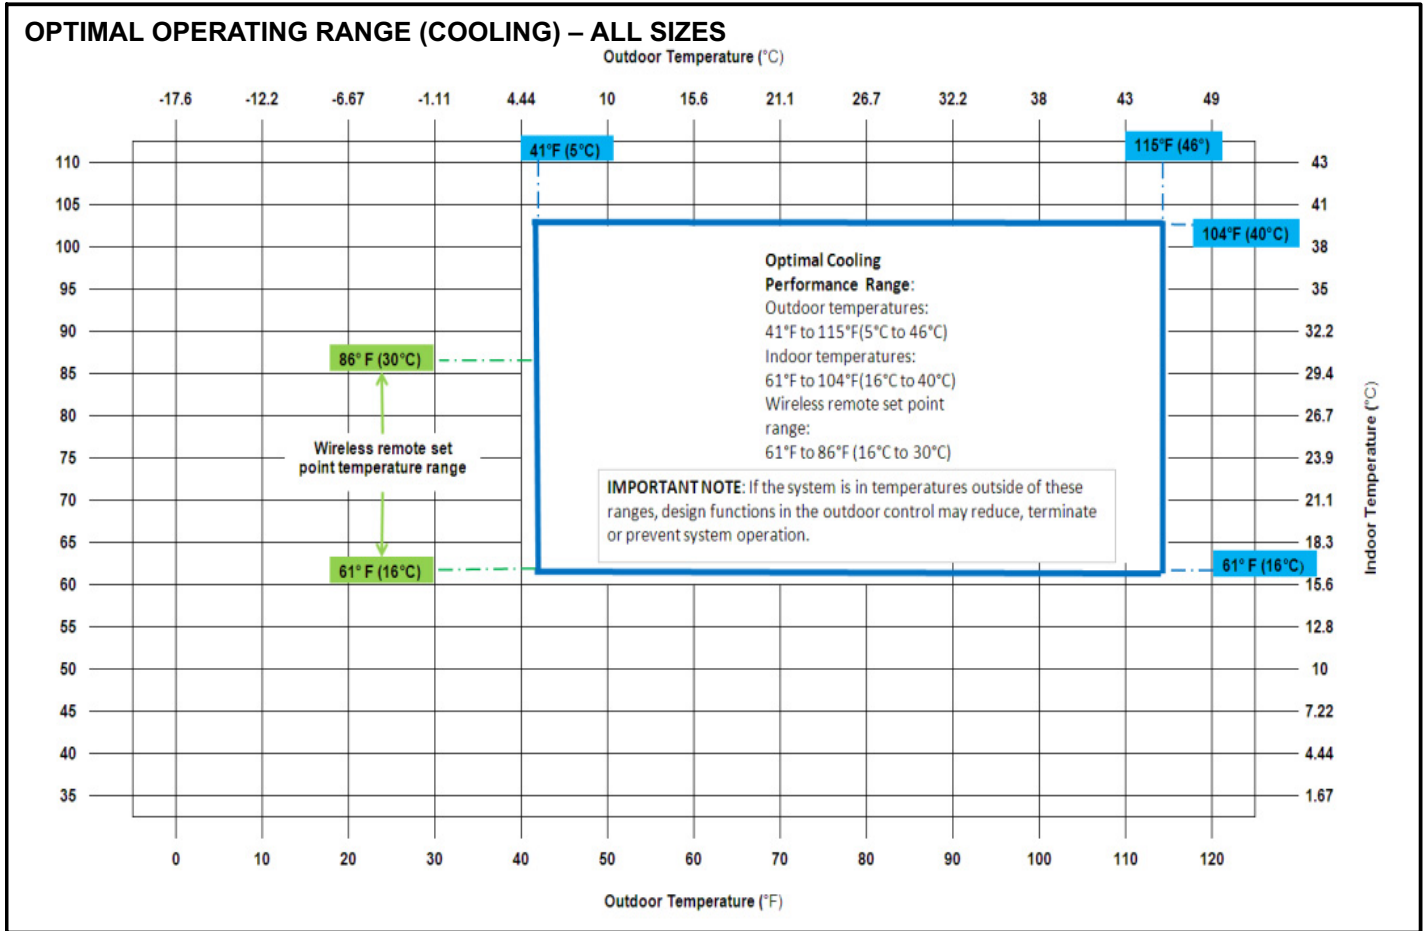 OPTIMAL OPERATING RANGE (COOLING) – ALL SIZES
Outdoor Temperature (°C)
-17.6 -12.2 -6.67 -1.11 4.44 10 15.6 21.1 26.7 32.2 38 43 49
41°F (5°C) 115°F (46°)
110 43
105 41
104°F (40°C)
100 38
95 35
90 32.2
86° F (30°C)
85 29.4
80 26.7
75 23.9
70 21.1
65 18.3
61° F (16°C) 61° F (16°C)
60 15.6
55 12.8
50 10
45 7.22
40 4.44
35 1.67
Wireless remote set
point temperature range
Optimal Cooling
Performance Range:
Outdoor temperatures:
41°F to 115°F(5°C to 46°C)
Indoor temperatures:
61°F to 104°F(16°C to 40°C)
Wireless remote set point
range:
61°F to 86°F (16°C to 30°C)
IMPORTANT NOTE: If the system is in temperatures outside of these
ranges, design functions in the outdoor control may reduce, terminate
or prevent system operation.
Indoor Temperature (°C)
0 10 20 30 40 50 60 70 80 90 100 110 120
Outdoor Temperature (°F)